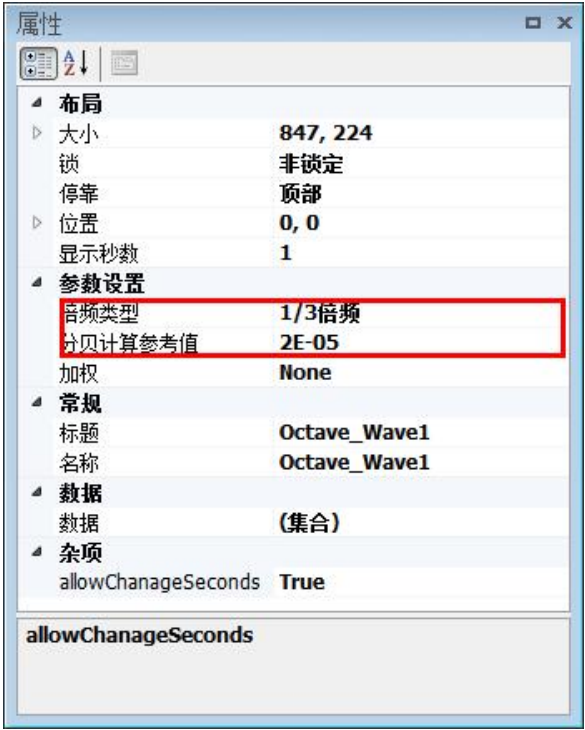 属性
布局
大小 847, 224
锁 非锁定
停靠 顶部
位置 0, 0
显示秒数 1
参数设置
倍频类型 1/3倍频
分贝计算参考值 2E-05
加权 None
常规
标题 Octave_Wave1
名称 Octave_Wave1
数据
数据 (集合)
杂项
allowChanageSeconds True
allowChanageSeconds